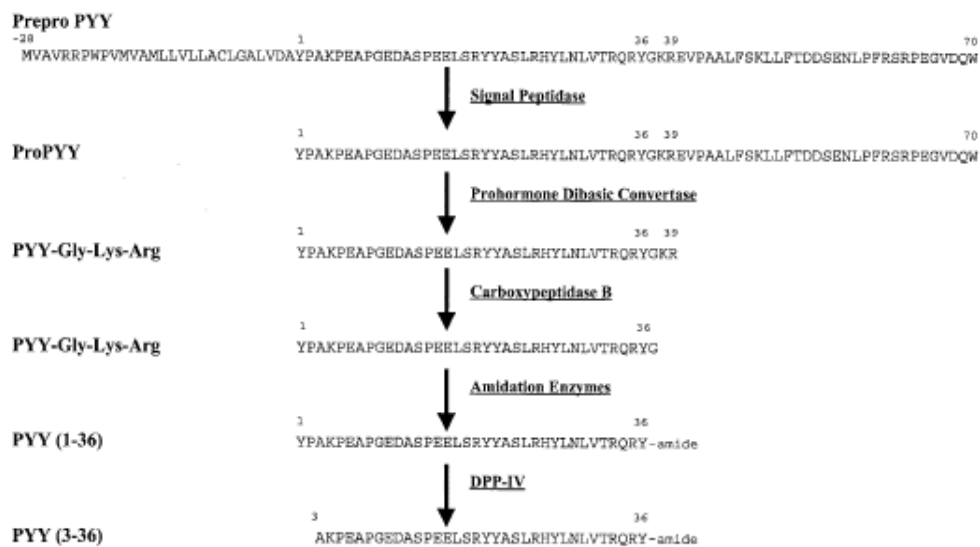 Prepro PYY
-28 1 36 39 70
MVAVRRPWPVMVAMLLVLLACLGALVDAYPAKPEAPGEDASPEELSRYYASLRHYLNLVTRQRYGKREVPAALFSKLLFTDDSENLPFRSRPEGVDQW
Signal Peptidase
1 36 39 70
ProPYY YPAKPEAPGEDASPEELSRYYASLRHYLNLVTRQRYGKREVPAALFSKLLFTDDSENLPFRSRPEGVDQW
Prohormone Dibasic Convertase
1 36 39
PYY-Gly-Lys-Arg YPAKPEAPGEDASPEELSRYYASLRHYLNLVTRQRYGKR
Carboxypeptidase B
1 36
PYY-Gly-Lys-Arg YPAKPEAPGEDASPEELSRYYASLRHYLNLVTRQRYG
Amidation Enzymes
1 36
PYY (1-36) YPAKPEAPGEDASPEELSRYYASLRHYLNLVTRQRY-amide
DPP-IV
3 36
PYY (3-36) AKPEAPGEDASPEELSRYYASLRHYLNLVTRQRY-amide